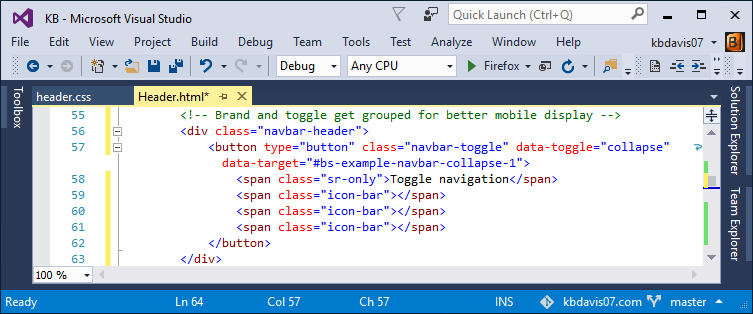 KB - Microsoft Visual Studio
Quick Launch (Ctrl+Q)
File Edit View Project Build Debug Team Tools Test Analyze Window Help kbdavis07
Debug Any CPU Firefox
Toolbox
header.css Header.html*
55 <!-- Brand and toggle get grouped for better mobile display -->
56 <div class="navbar-header">
57 <button type="button" class="navbar-toggle" data-toggle="collapse"
data-target="#bs-example-navbar-collapse-1">
58 <span class="sr-only">Toggle navigation</span>
59 <span class="icon-bar"></span>
60 <span class="icon-bar"></span>
61 <span class="icon-bar"></span>
62 </button>
63 </div>
Solution Explorer
Team Explorer
100 %
Ready Ln 64 Col 57 Ch 57 INS kbdavis07.com master